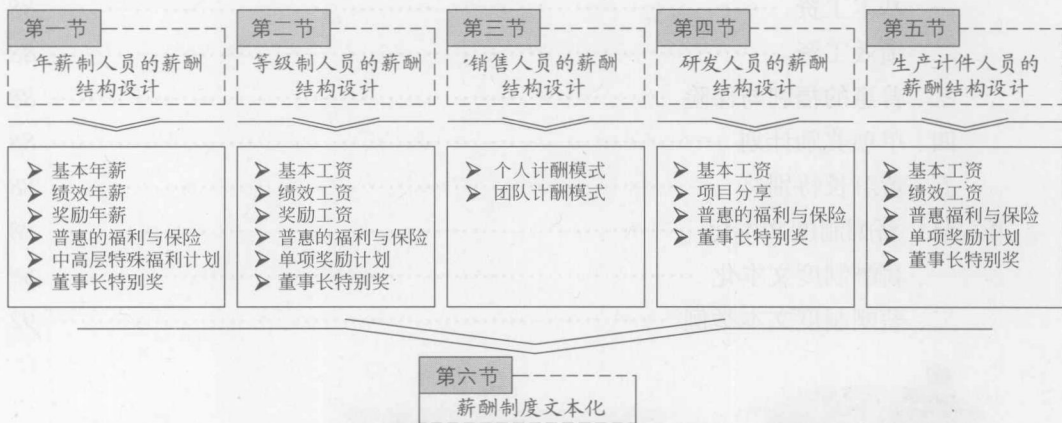 第一节
年薪制人员的薪酬
结构设计
基本年薪
绩效年薪
奖励年薪
普惠的福利与保险
中高层特殊福利计划
董事长特别奖
第二节
等级制人员的薪酬
结构设计
基本工资
绩效工资
奖励工资
普惠的福利与保险
单项奖励计划
董事长特别奖
第三节
销售人员的薪酬
结构设计
个人计酬模式
团队计酬模式
第四节
研发人员的薪酬
结构设计
基本工资
项目分享
普惠的福利与保险
董事长特别奖
第五节
生产计件人员的
薪酬结构设计
基本工资
绩效工资
普惠福利与保险
单项奖励计划
董事长特别奖
第六节
薪酬制度文本化